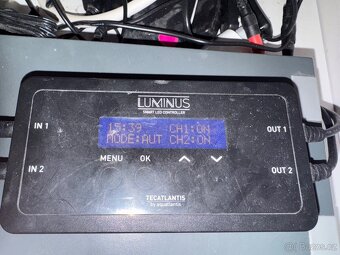 LUMINUS
SMART LED CONTROLLER
IN 1
15:39 CH1:ON
OUT 1
MODE:AUT CH2:ON
IN 2
MENU OK
OUT 2
TECATLANTIS
by aquatlantis